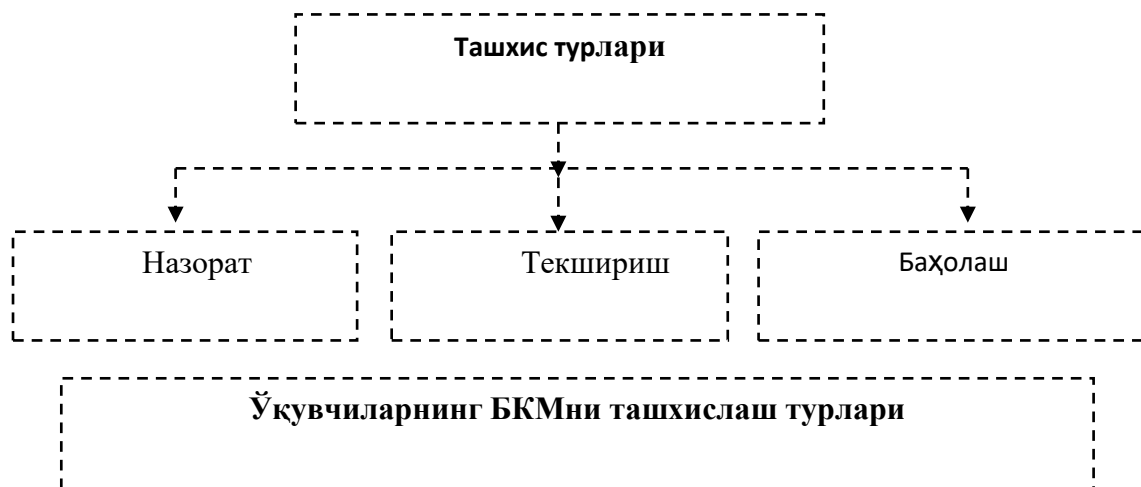 Ташхис турлари
Назорат
Текшириш
Баҳолаш
Ўқувчиларнинг БКМни ташхислаш турлари